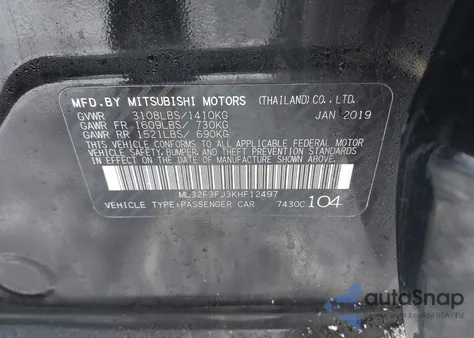 MFD.BY MITSUBISHI MOTORS (THAILAND)CO.,LTD.
GVWR 3108LBS/1410KG JAN 2019
GAWR FR 1609LBS/ 730KG
GAWR RR 1521LBS/ 690KG
THIS VEHICLE CONFORMS TO ALL APPLICABLE
FEDERAL MOTOR VEHICLE SAFETY, BUMPER, AND
THEFT PREVENTION STANDARDS IN EFFECT ON
THE DATE OF MANUFACTURE SHOWN ABOVE.
ML32F3FJ3KHF12497
VEHICLE TYPE:PASSENGER CAR 7430C 104
autoSnap